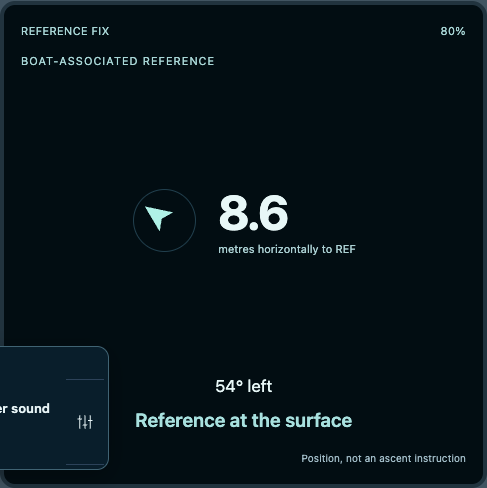 REFERENCE FIX
80%
BOAT-ASSOCIATED REFERENCE
8.6
metres horizontally to REF
54° left
Reference at the surface
sound
Position, not an ascent instruction